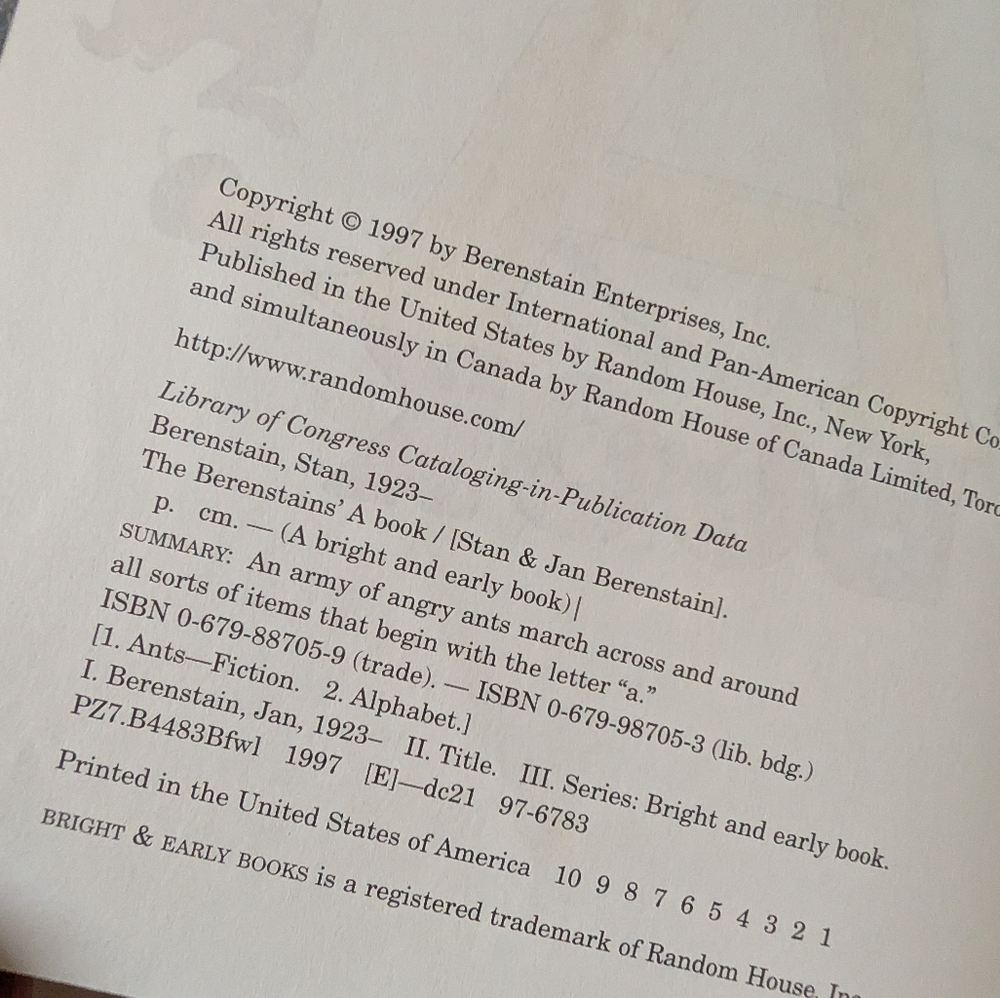 Copyright © 1997 by Berenstain Enterprises, Inc.
All rights reserved under International and Pan-American Copyright
Published in the United States by Random House, Inc., New York,
and simultaneously in Canada by Random House of Canada Limited,
http://www.randomhouse.com/
Library of Congress Cataloging-in-Publication Data
Berenstain, Stan, 1923–
The Berenstains' A book / [Stan & Jan Berenstain].
p. cm. — (A bright and early book)|
SUMMARY: An army of angry ants march across and around
all sorts of items that begin with the letter “a.”
ISBN 0-679-88705-9 (trade). — ISBN 0-679-98705-3 (lib. bdg.)
[1. Ants—Fiction. 2. Alphabet.]
I. Berenstain, Jan, 1923– II. Title. III. Series: Bright and early book.
PZ7.B4483Bfwl 1997 [E]—dc21 97-6783
Printed in the United States of America 10 9 8 7 6 5 4 3 2 1
BRIGHT & EARLY BOOKS is a registered trademark of Random House, Inc